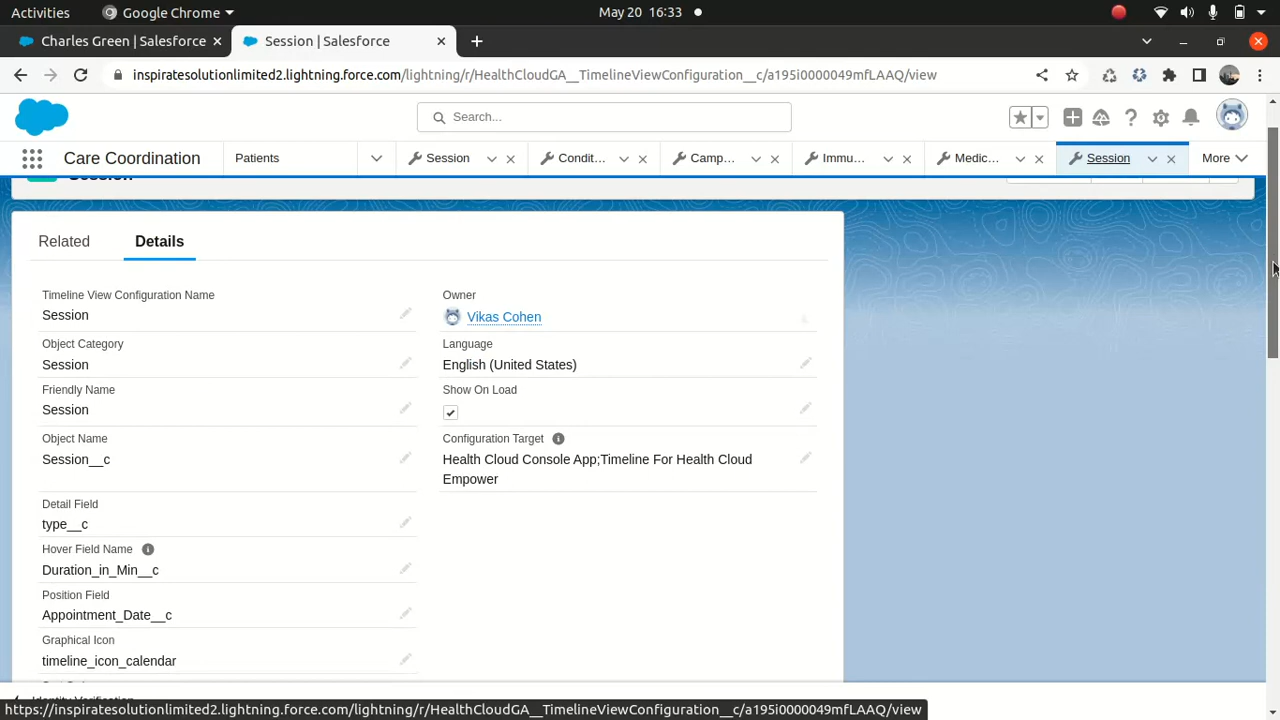 Activities Google Chrome May 20 16:33
Charles Green | Salesforce Session | Salesforce
inspiratesolutionlimited2.lightning.force.com/lightning/r/HealthCloudGA__TimelineViewConfiguration__c/a195i0000049mfLAAQ/view
Search...
Care Coordination Patients Session Condit... Camp... Immu... Medic... Session More
Session
Related Details
Timeline View Configuration Name
Session
Owner
Vikas Cohen
Object Category
Session
Language
English (United States)
Friendly Name
Session
Show On Load
Object Name
Session__c
Configuration Target
Health Cloud Console App;Timeline For Health Cloud
Empower
Detail Field
type__c
Hover Field Name
Duration_in_Min__c
Position Field
Appointment_Date__c
Graphical Icon
timeline_icon_calendar
Identity Verification
https://inspiratesolutionlimited2.lightning.force.com/lightning/r/HealthCloudGA__TimelineViewConfiguration__c/a195i0000049mfLAAQ/view